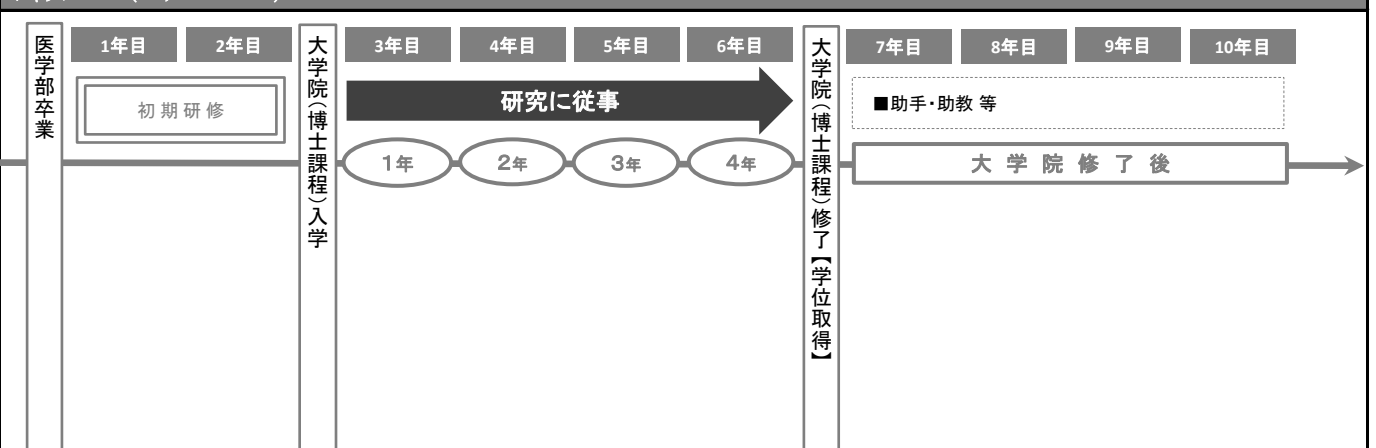 医学部卒業
1年目
2年目
初期研修
大学院(博士課程)入学
3年目
4年目
5年目
6年目
研究に従事
1年
2年
3年
4年
大学院(博士課程)修了【学位取得】
7年目
8年目
9年目
10年目
■助手・助教 等
大学院修了後